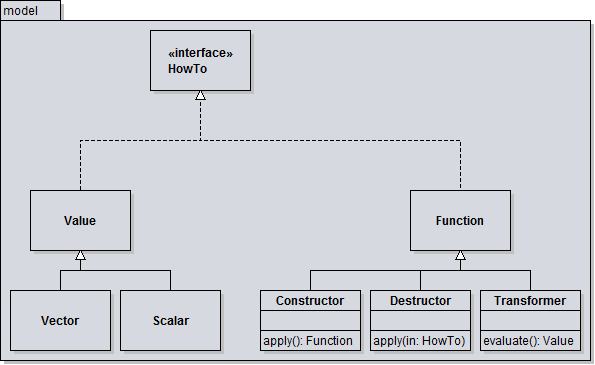 model
«interface»
HowTo
Value
Function
Vector
Scalar
Constructor
apply(): Function
Destructor
apply(in: HowTo)
Transformer
evaluate(): Value